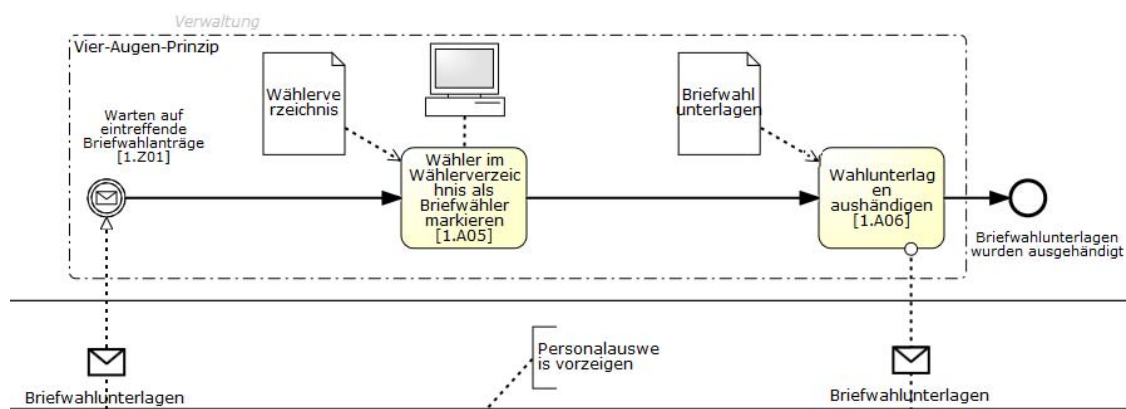 Verwaltung
Vier-Augen-Prinzip
Warten auf
eintreffende
Briefwahlanträge
[1.Z01]
Wählerve
rzeichnis
Wähler im
Wählerverzeic
hnis als
Briefwähler
markieren
[1.A05]
Briefwahl
unterlagen
Wahlunterlag
en
aushändigen
[1.A06]
Briefwahlunterlagen
wurden ausgehändigt
Briefwahlunterlagen
Personalauswe
is vorzeigen
Briefwahlunterlagen